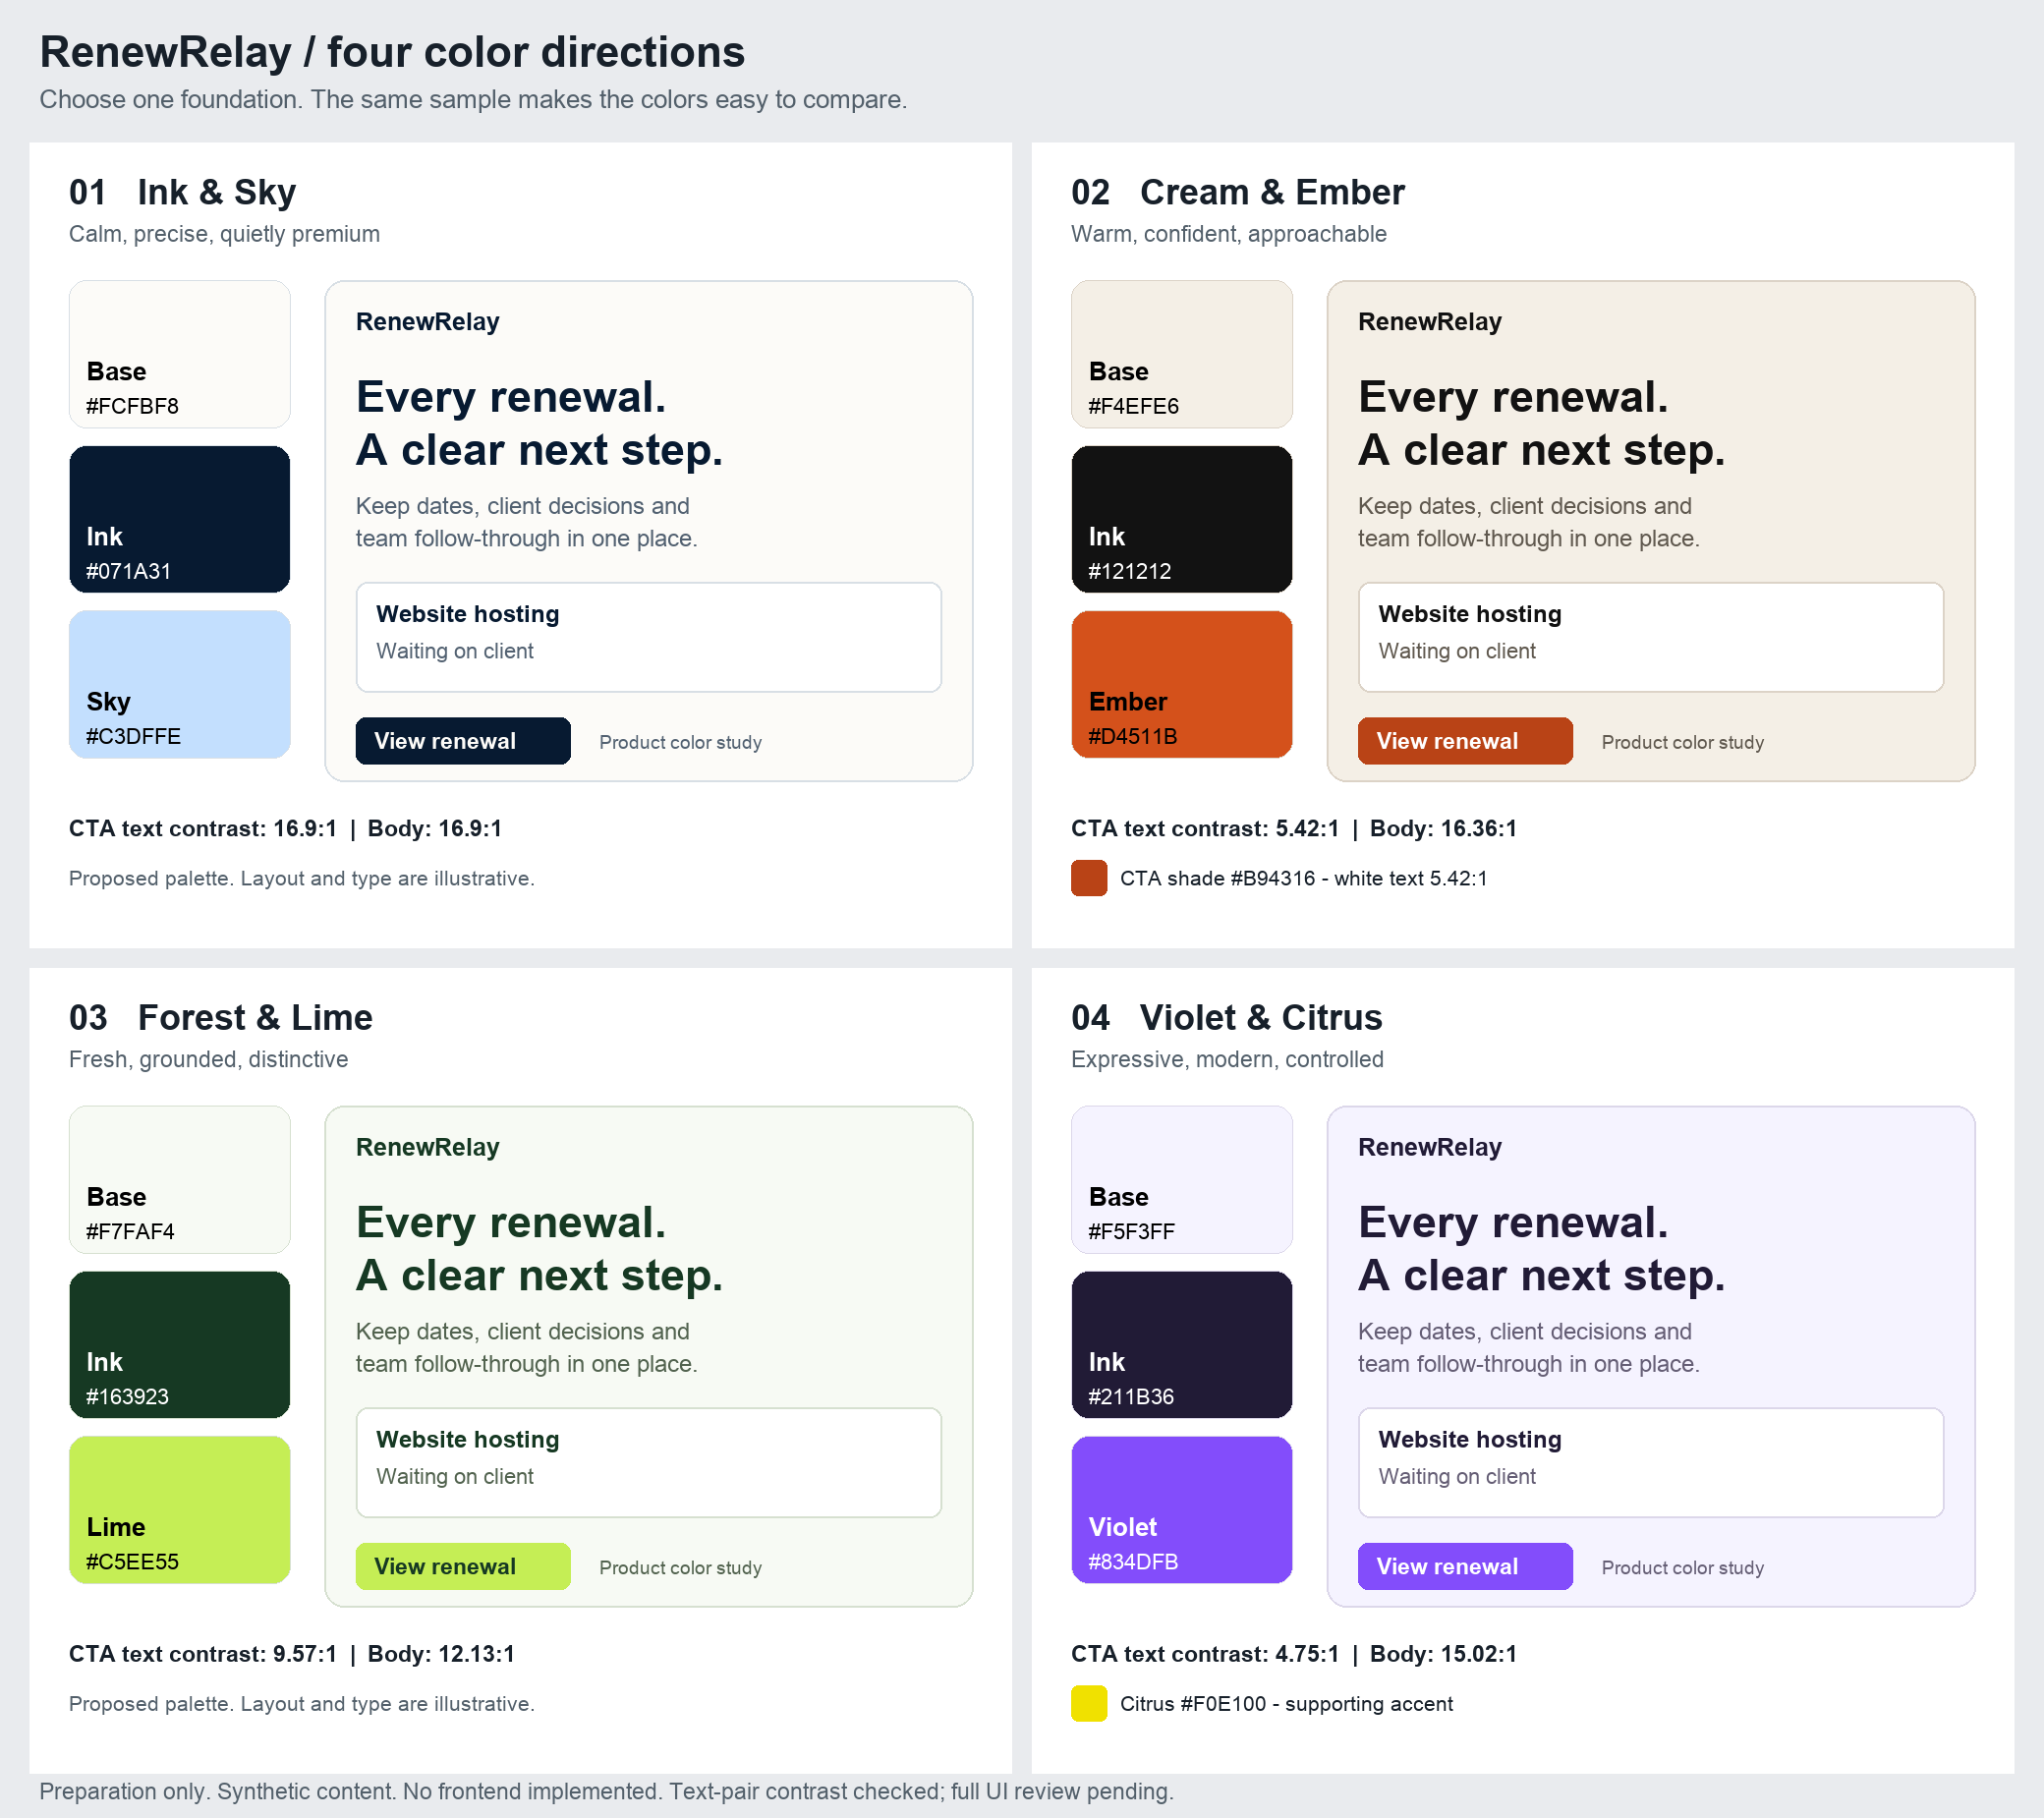 RenewRelay / four color directions
Choose one foundation. The same sample makes the colors easy to compare.
01 Ink & Sky
Calm, precise, quietly premium
Base
#FCFBF8
Ink
#071A31
Sky
#C3DFFE
RenewRelay
Every renewal.
A clear next step.
Keep dates, client decisions and
team follow-through in one place.
Website hosting
Waiting on client
View renewal
Product color study
CTA text contrast: 16.9:1 | Body: 16.9:1
Proposed palette. Layout and type are illustrative.
02 Cream & Ember
Warm, confident, approachable
Base
#F4EFE6
Ink
#121212
Ember
#D4511B
RenewRelay
Every renewal.
A clear next step.
Keep dates, client decisions and
team follow-through in one place.
Website hosting
Waiting on client
View renewal
Product color study
CTA text contrast: 5.42:1 | Body: 16.36:1
CTA shade #B94316 - white text 5.42:1
03 Forest & Lime
Fresh, grounded, distinctive
Base
#F7FAF4
Ink
#163923
Lime
#C5EE55
RenewRelay
Every renewal.
A clear next step.
Keep dates, client decisions and
team follow-through in one place.
Website hosting
Waiting on client
View renewal
Product color study
CTA text contrast: 9.57:1 | Body: 12.13:1
Proposed palette. Layout and type are illustrative.
04 Violet & Citrus
Expressive, modern, controlled
Base
#F5F3FF
Ink
#211B36
Violet
#834DFB
RenewRelay
Every renewal.
A clear next step.
Keep dates, client decisions and
team follow-through in one place.
Website hosting
Waiting on client
View renewal
Product color study
CTA text contrast: 4.75:1 | Body: 15.02:1
Citrus #F0E100 - supporting accent
Preparation only. Synthetic content. No frontend implemented. Text-pair contrast checked; full UI review pending.